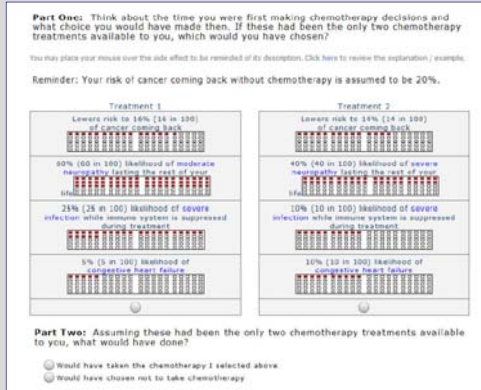 Part One: Think about the time you were first making chemotherapy decisions and
what choice you would have made then. If these had been the only two chemotherapy
treatments available to you, which would you have chosen?
You may place your mouse over the side effect to be reminded of its description. Click here to review the explanation / example.
Reminder: Your risk of cancer coming back without chemotherapy is assumed to be 20%.
Treatment 1
Lowers risk to 16% (16 in 100)
of cancer coming back
60% (60 in 100) likelihood of moderate
neuropathy lasting the rest of your
life
25% (25 in 100) likelihood of severe
infection while immune system is suppressed
during treatment
5% (5 in 100) likelihood of
congestive heart failure
Treatment 2
Lowers risk to 14% (14 in 100)
of cancer coming back
40% (40 in 100) likelihood of severe
neuropathy lasting the rest of your
life
10% (10 in 100) likelihood of severe
infection while immune system is suppressed
during treatment
10% (10 in 100) likelihood of
congestive heart failure
Part Two: Assuming these had been the only two chemotherapy treatments available
to you, what would you have done?
Would have taken the chemotherapy I selected above
Would have chosen not to take chemotherapy